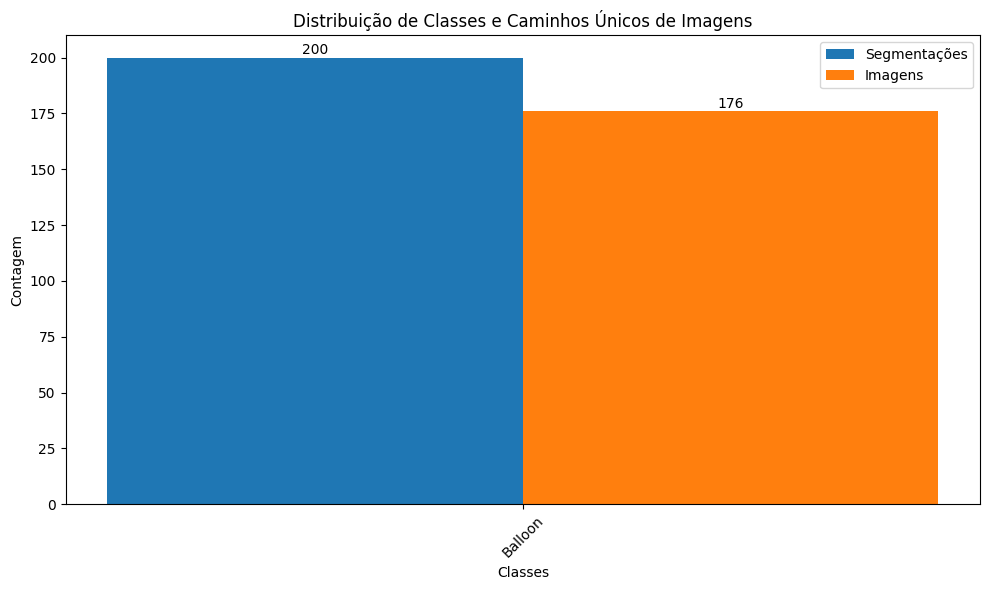 Distribuição de Classes e Caminhos Únicos de Imagens
200
176
Segmentações
Imagens
200
175
150
125
100
75
50
25
0
Contagem
Balloon
Classes